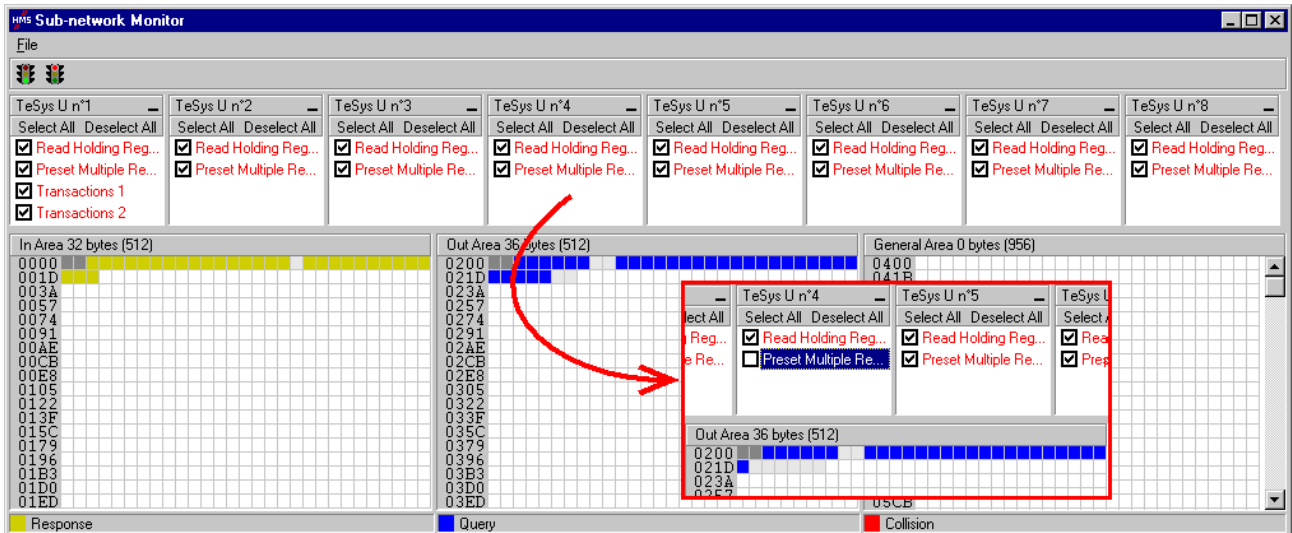 HMS Sub-network Monitor
File
TeSys U n°1 TeSys U n°2 TeSys U n°3 TeSys U n°4 TeSys U n°5 TeSys U n°6 TeSys U n°7 TeSys U n°8
Select All Deselect All Select All Deselect All Select All Deselect All Select All Deselect All Select All Deselect All Select All Deselect All Select All Deselect All Select All Deselect All
Read Holding Reg... Read Holding Reg... Read Holding Reg... Read Holding Reg... Read Holding Reg... Read Holding Reg... Read Holding Reg... Read Holding Reg...
Preset Multiple Re... Preset Multiple Re... Preset Multiple Re... Preset Multiple Re... Preset Multiple Re... Preset Multiple Re... Preset Multiple Re... Preset Multiple Re...
Transactions 1
Transactions 2
In Area 32 bytes (512)
0000
001D
003A
0057
0074
0091
00AE
00CB
00E8
0105
0122
013F
015C
0179
0196
01B3
01D0
01ED
Out Area 36 bytes (512)
0200
021D
023A
0257
0274
0291
02AE
02CB
02E8
0305
0322
033F
035C
0379
0396
03B3
03D0
03ED
General Area 0 bytes (956)
0400
041B
05CB
TeSys U n°4 TeSys U n°5 TeSys U
lect All Select All Deselect All Select All Deselect All Select A
Reg... Read Holding Reg... Read Holding Reg... Rea
e Re... Preset Multiple Re... Preset Multiple Re... Pres
Out Area 36 bytes (512)
0200
021D
023A
0257
Response Query Collision